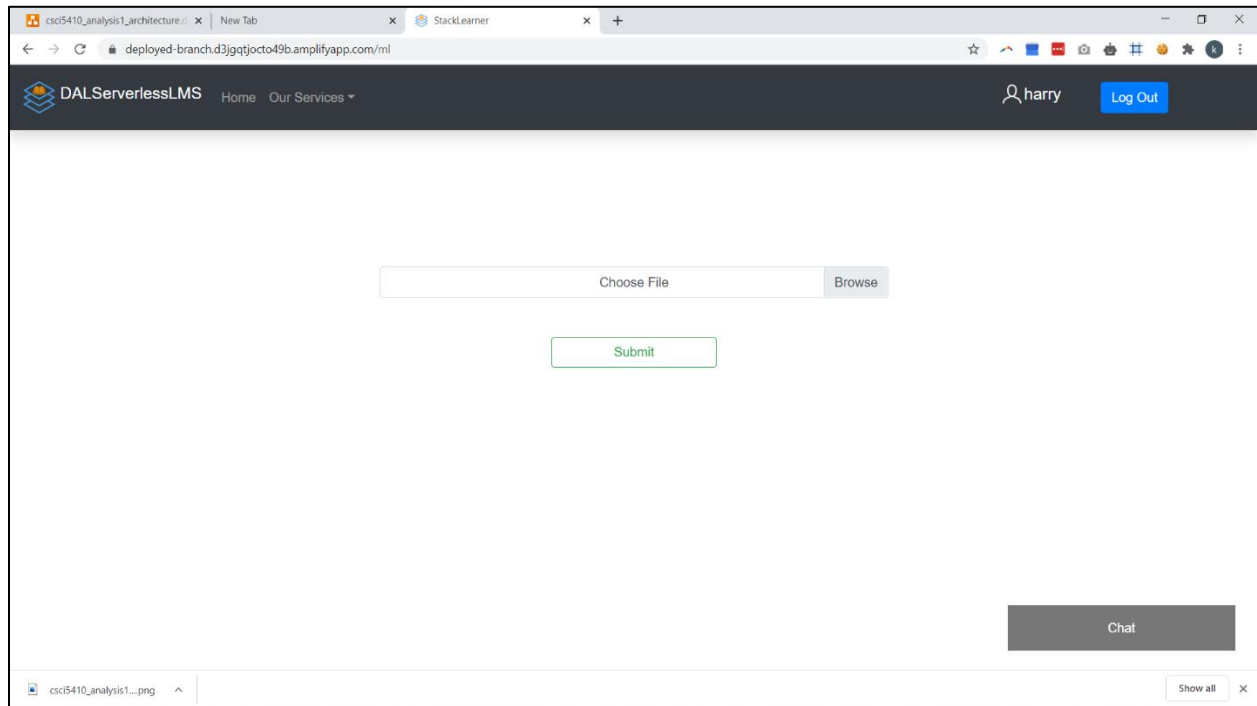 csci5410_analysis1_architecture.d
New Tab
StackLearner
deployed-branch.d3jgqtjocto49b.amplifyapp.com/ml
k
DALServerlessLMS Home Our Services harry Log Out
Choose File Browse
Submit
Chat
csci5410_analysis1....png Show all